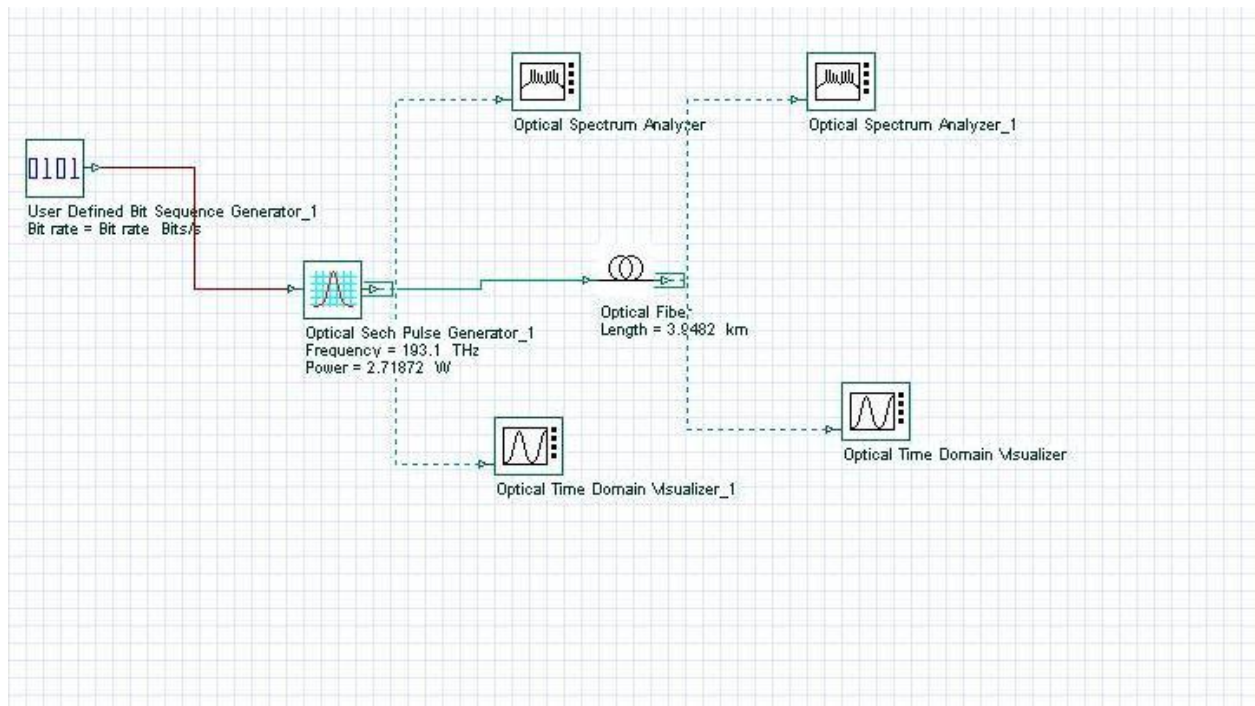 Optical Spectrum Analyzer
Optical Spectrum Analyzer_1
0101
User Defined Bit Sequence Generator_1
Bit rate = Bit rate Bits/s
Optical Sech Pulse Generator_1
Frequency = 193.1 THz
Power = 2.71872 W
Optical Fiber
Length = 3.9482 km
Optical Time Domain Visualizer
Optical Time Domain Visualizer_1